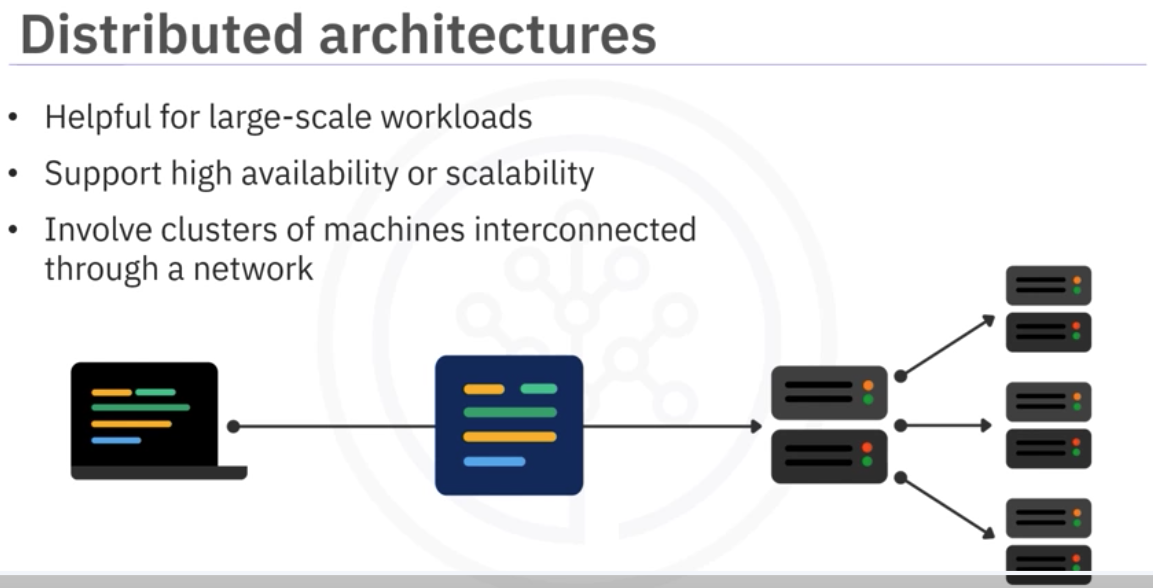 Distributed architectures
• Helpful for large-scale workloads
• Support high availability or scalability
• Involve clusters of machines interconnected
through a network